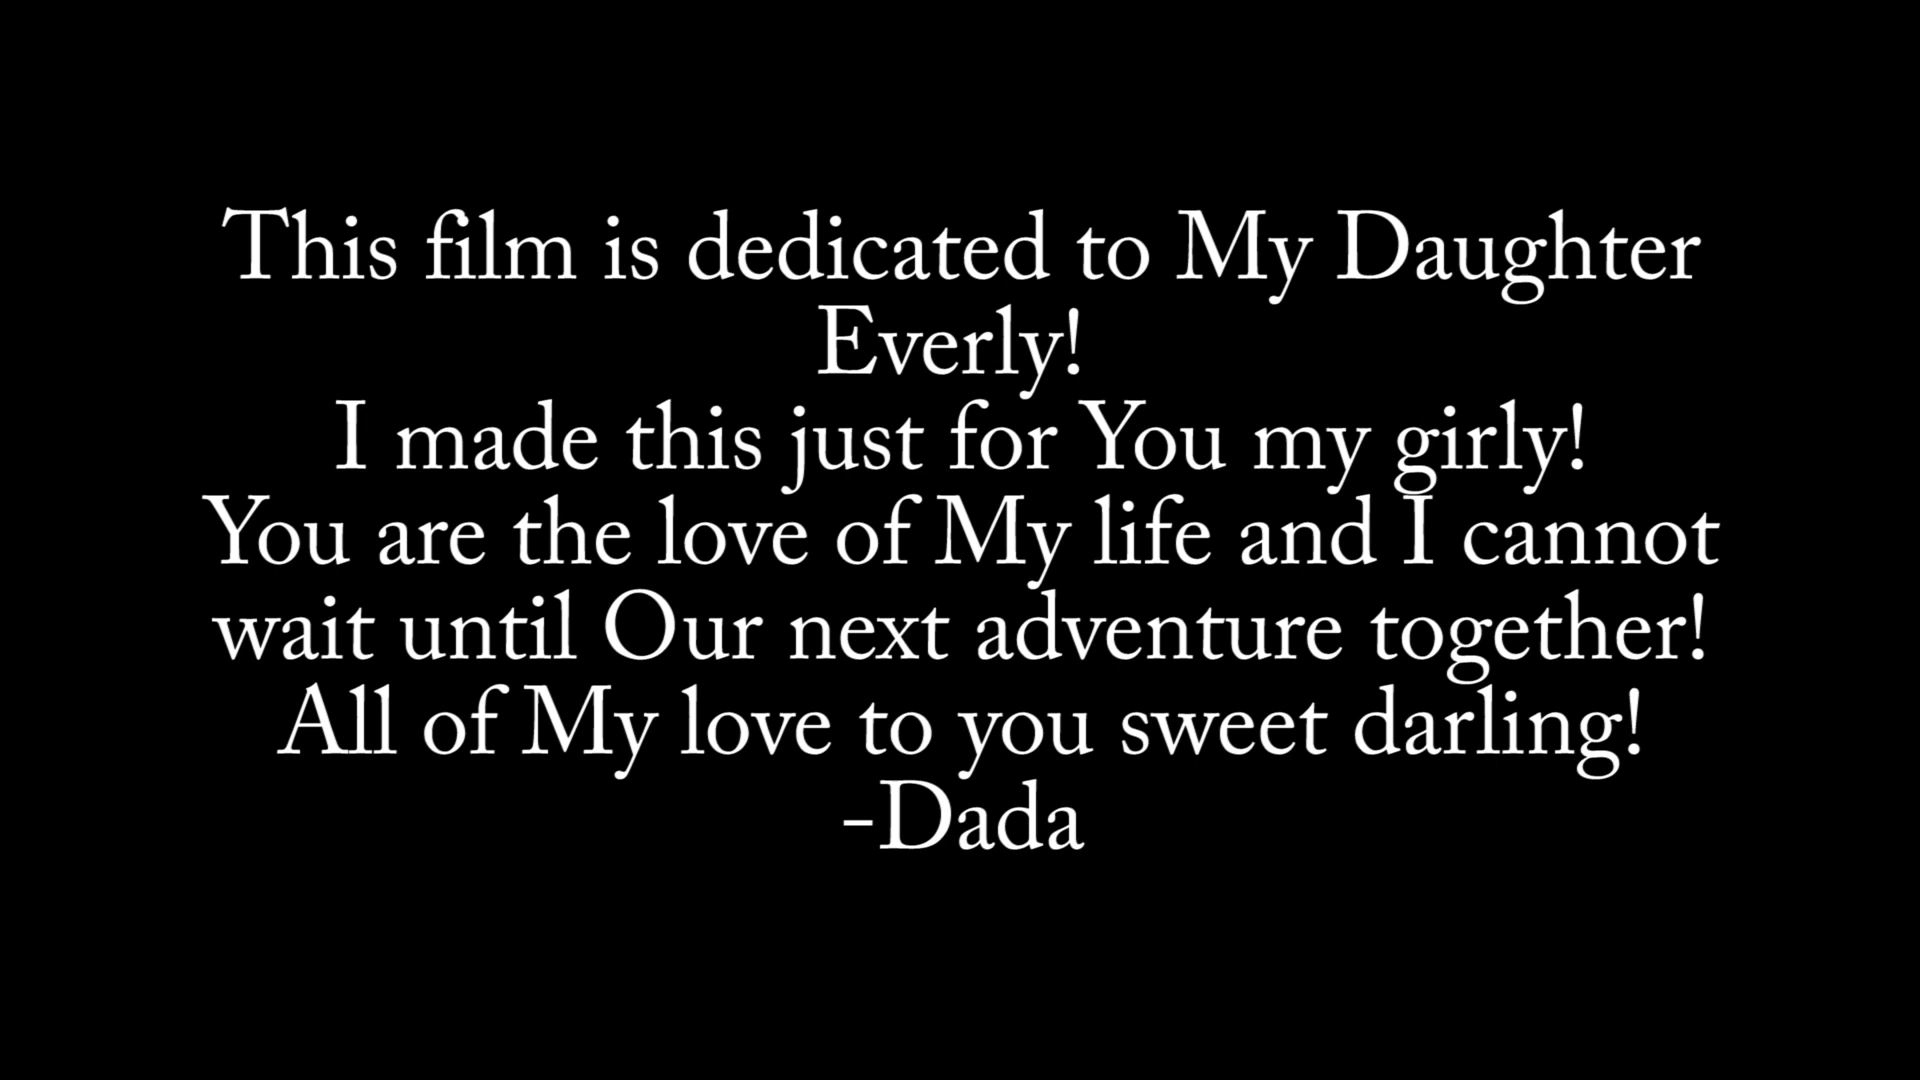 This film is dedicated to My Daughter
Everly!
I made this just for You my girly!
You are the love of My life and I cannot
wait until Our next adventure together!
All of My love to you sweet darling!
-Dada